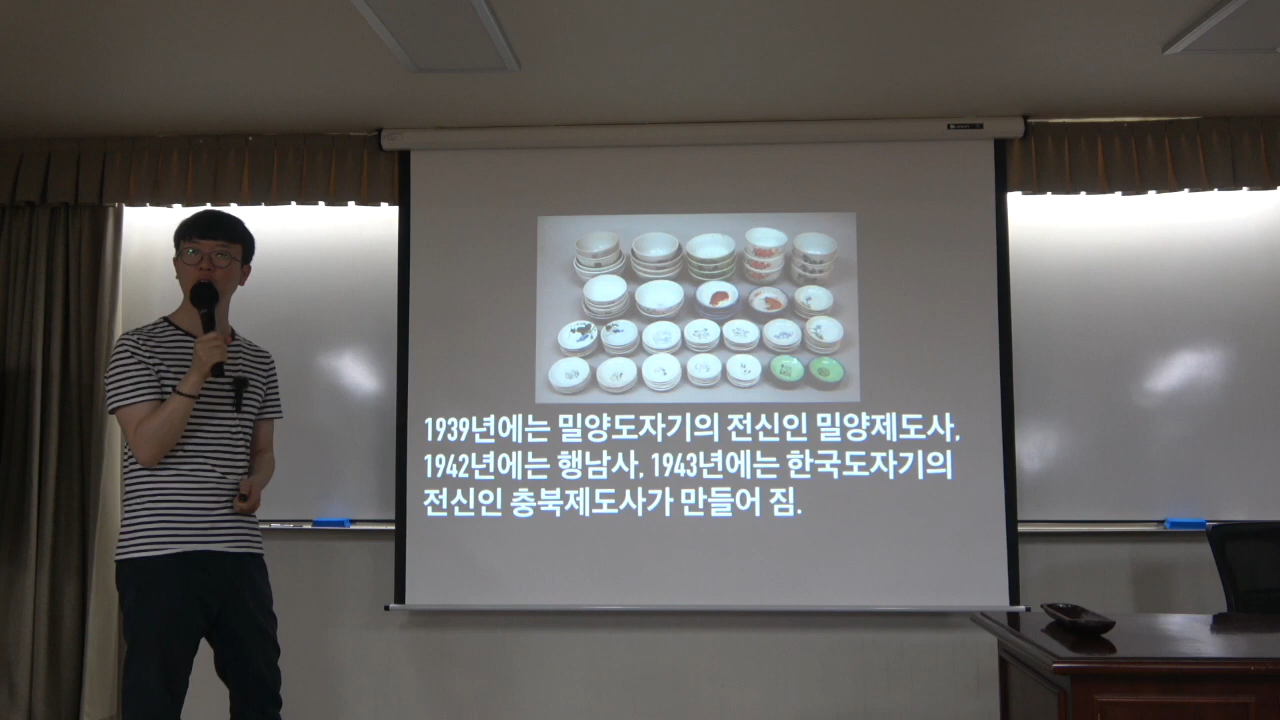 1939년에는 밀양도자기의 전신인 밀양제도사,
1942년에는 행남사, 1943년에는 한국도자기의
전신인 충북제도사가 만들어 짐.